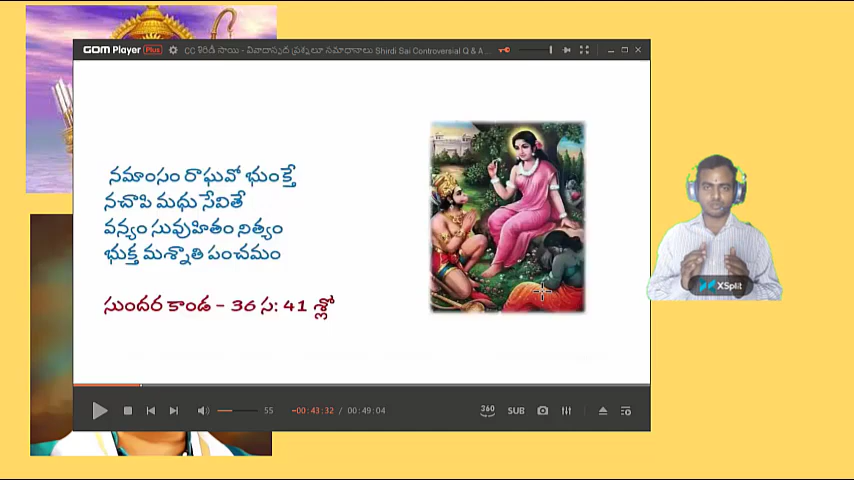 GOM Player Plus CC శిరిడీ సాయి - వివాదాస్పద ప్రశ్నలూ సమాధానాలు Shirdi Sai Controversial Q & A...
నమాంసం రాఘవో భుంక్తే
నచాపి మధు సేవితే
వన్యం సువుహితం నిత్యం
భుక్త మశ్నాతి పంచమం
సుందర కాండ - 36 స: 41 శ్లో
XSplit
55 -00:43:32 / 00:49:04 360 SUB